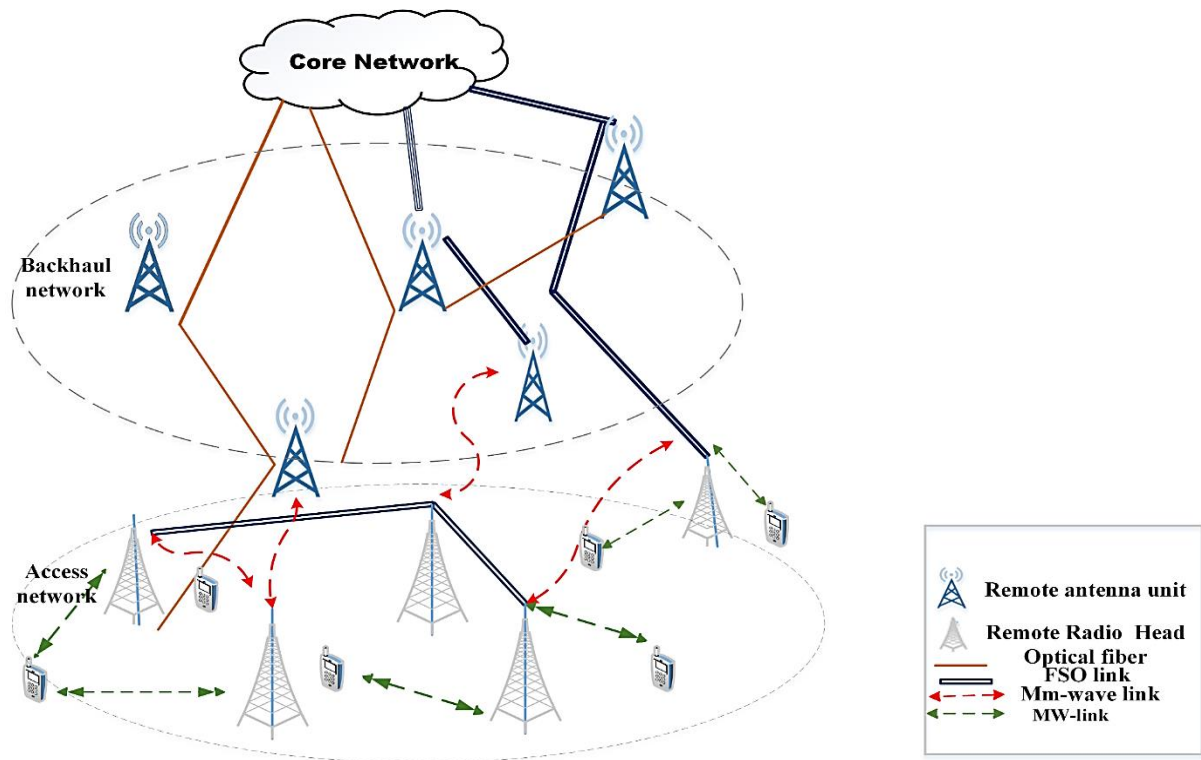 Core Network
Backhaul
network
Access
network
Remote antenna unit
Remote Radio Head
Optical fiber
FSO link
Mm-wave link
MW-link